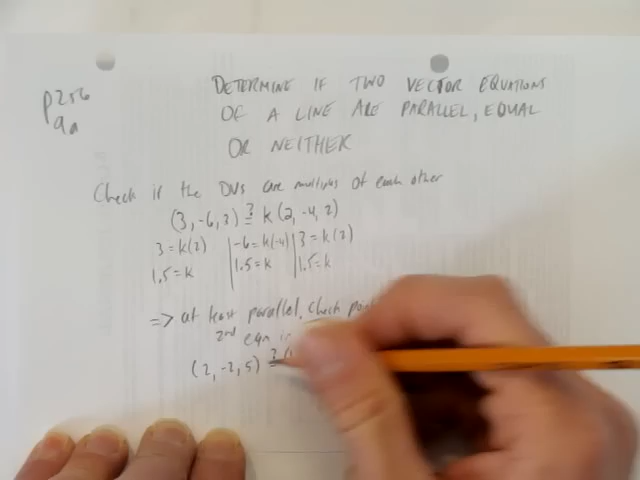 p256
9a
DETERMINE IF TWO VECTOR EQUATIONS
OF A LINE ARE PARALLEL, EQUAL
OR NEITHER
Check if the DVs are multiples of each other
(3, -6, 3) ≟ k(2, -4, 2)
3 = k(2) | -6 = k(-4) | 3 = k(2)
1.5 = k | 1.5 = k | 1.5 = k
=> at least parallel. Check point
2nd eqn in
(2, -2, 5) ≟ (